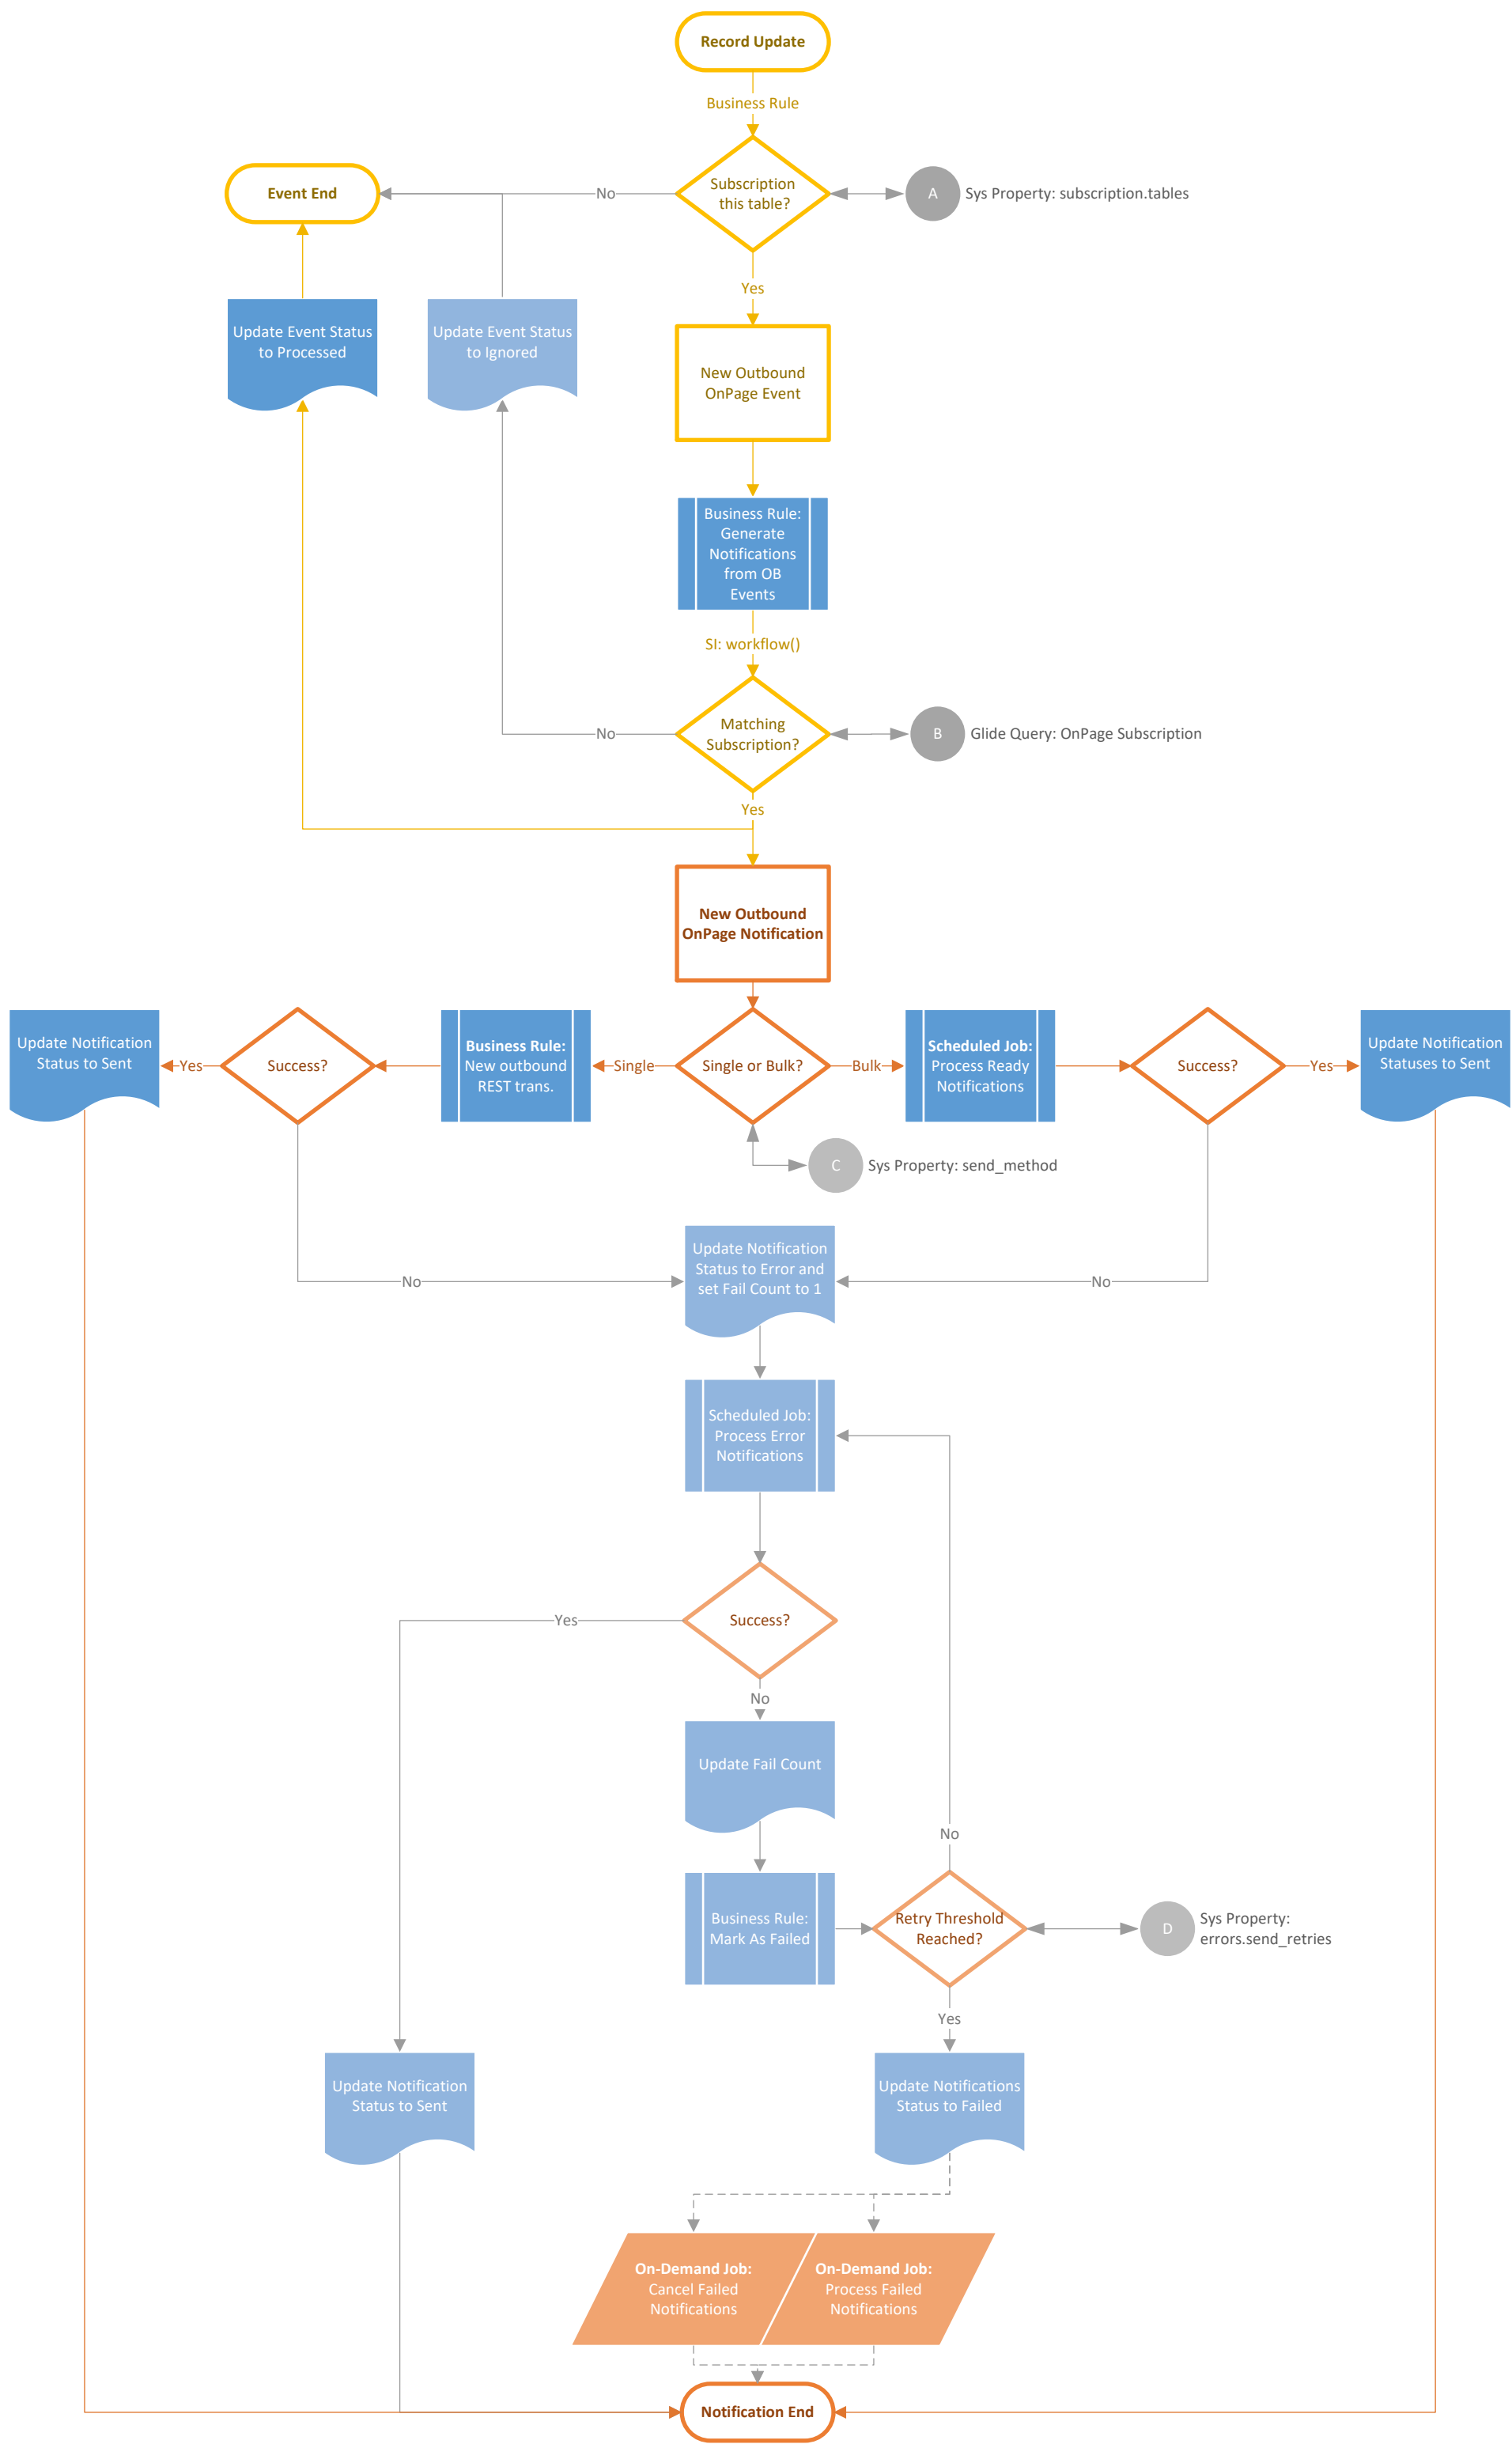 Record Update
Business Rule
Subscription
this table?
No
Event End
A
Sys Property: subscription.tables
Yes
Update Event Status
to Processed
Update Event Status
to Ignored
New Outbound
OnPage Event
Business Rule:
Generate
Notifications
from OB
Events
SI: workflow()
Matching
Subscription?
No
B
Glide Query: OnPage Subscription
Yes
New Outbound
OnPage Notification
Update Notification
Status to Sent
Yes
Success?
Business Rule:
New outbound
REST trans.
Single
Single or Bulk?
Bulk
Scheduled Job:
Process Ready
Notifications
Success?
Yes
Update Notification
Statuses to Sent
C
Sys Property: send_method
No
Update Notification
Status to Error and
set Fail Count to 1
No
Scheduled Job:
Process Error
Notifications
Success?
Yes
No
Update Fail Count
No
Business Rule:
Mark As Failed
Retry Threshold
Reached?
D
Sys Property:
errors.send_retries
Yes
Update Notification
Status to Sent
Update Notifications
Status to Failed
On-Demand Job:
Cancel Failed
Notifications
On-Demand Job:
Process Failed
Notifications
Notification End